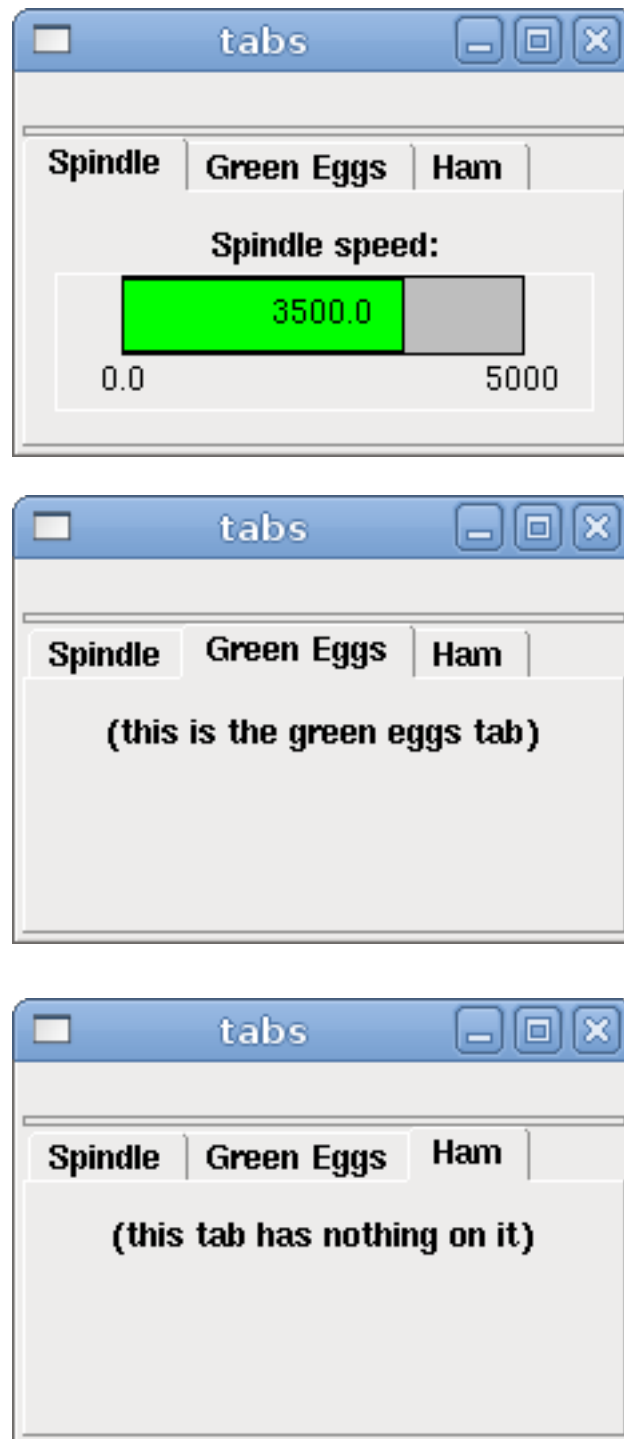 tabs
Spindle Green Eggs Ham
Spindle speed:
3500.0
0.0 5000
tabs
Spindle Green Eggs Ham
(this is the green eggs tab)
tabs
Spindle Green Eggs Ham
(this tab has nothing on it)